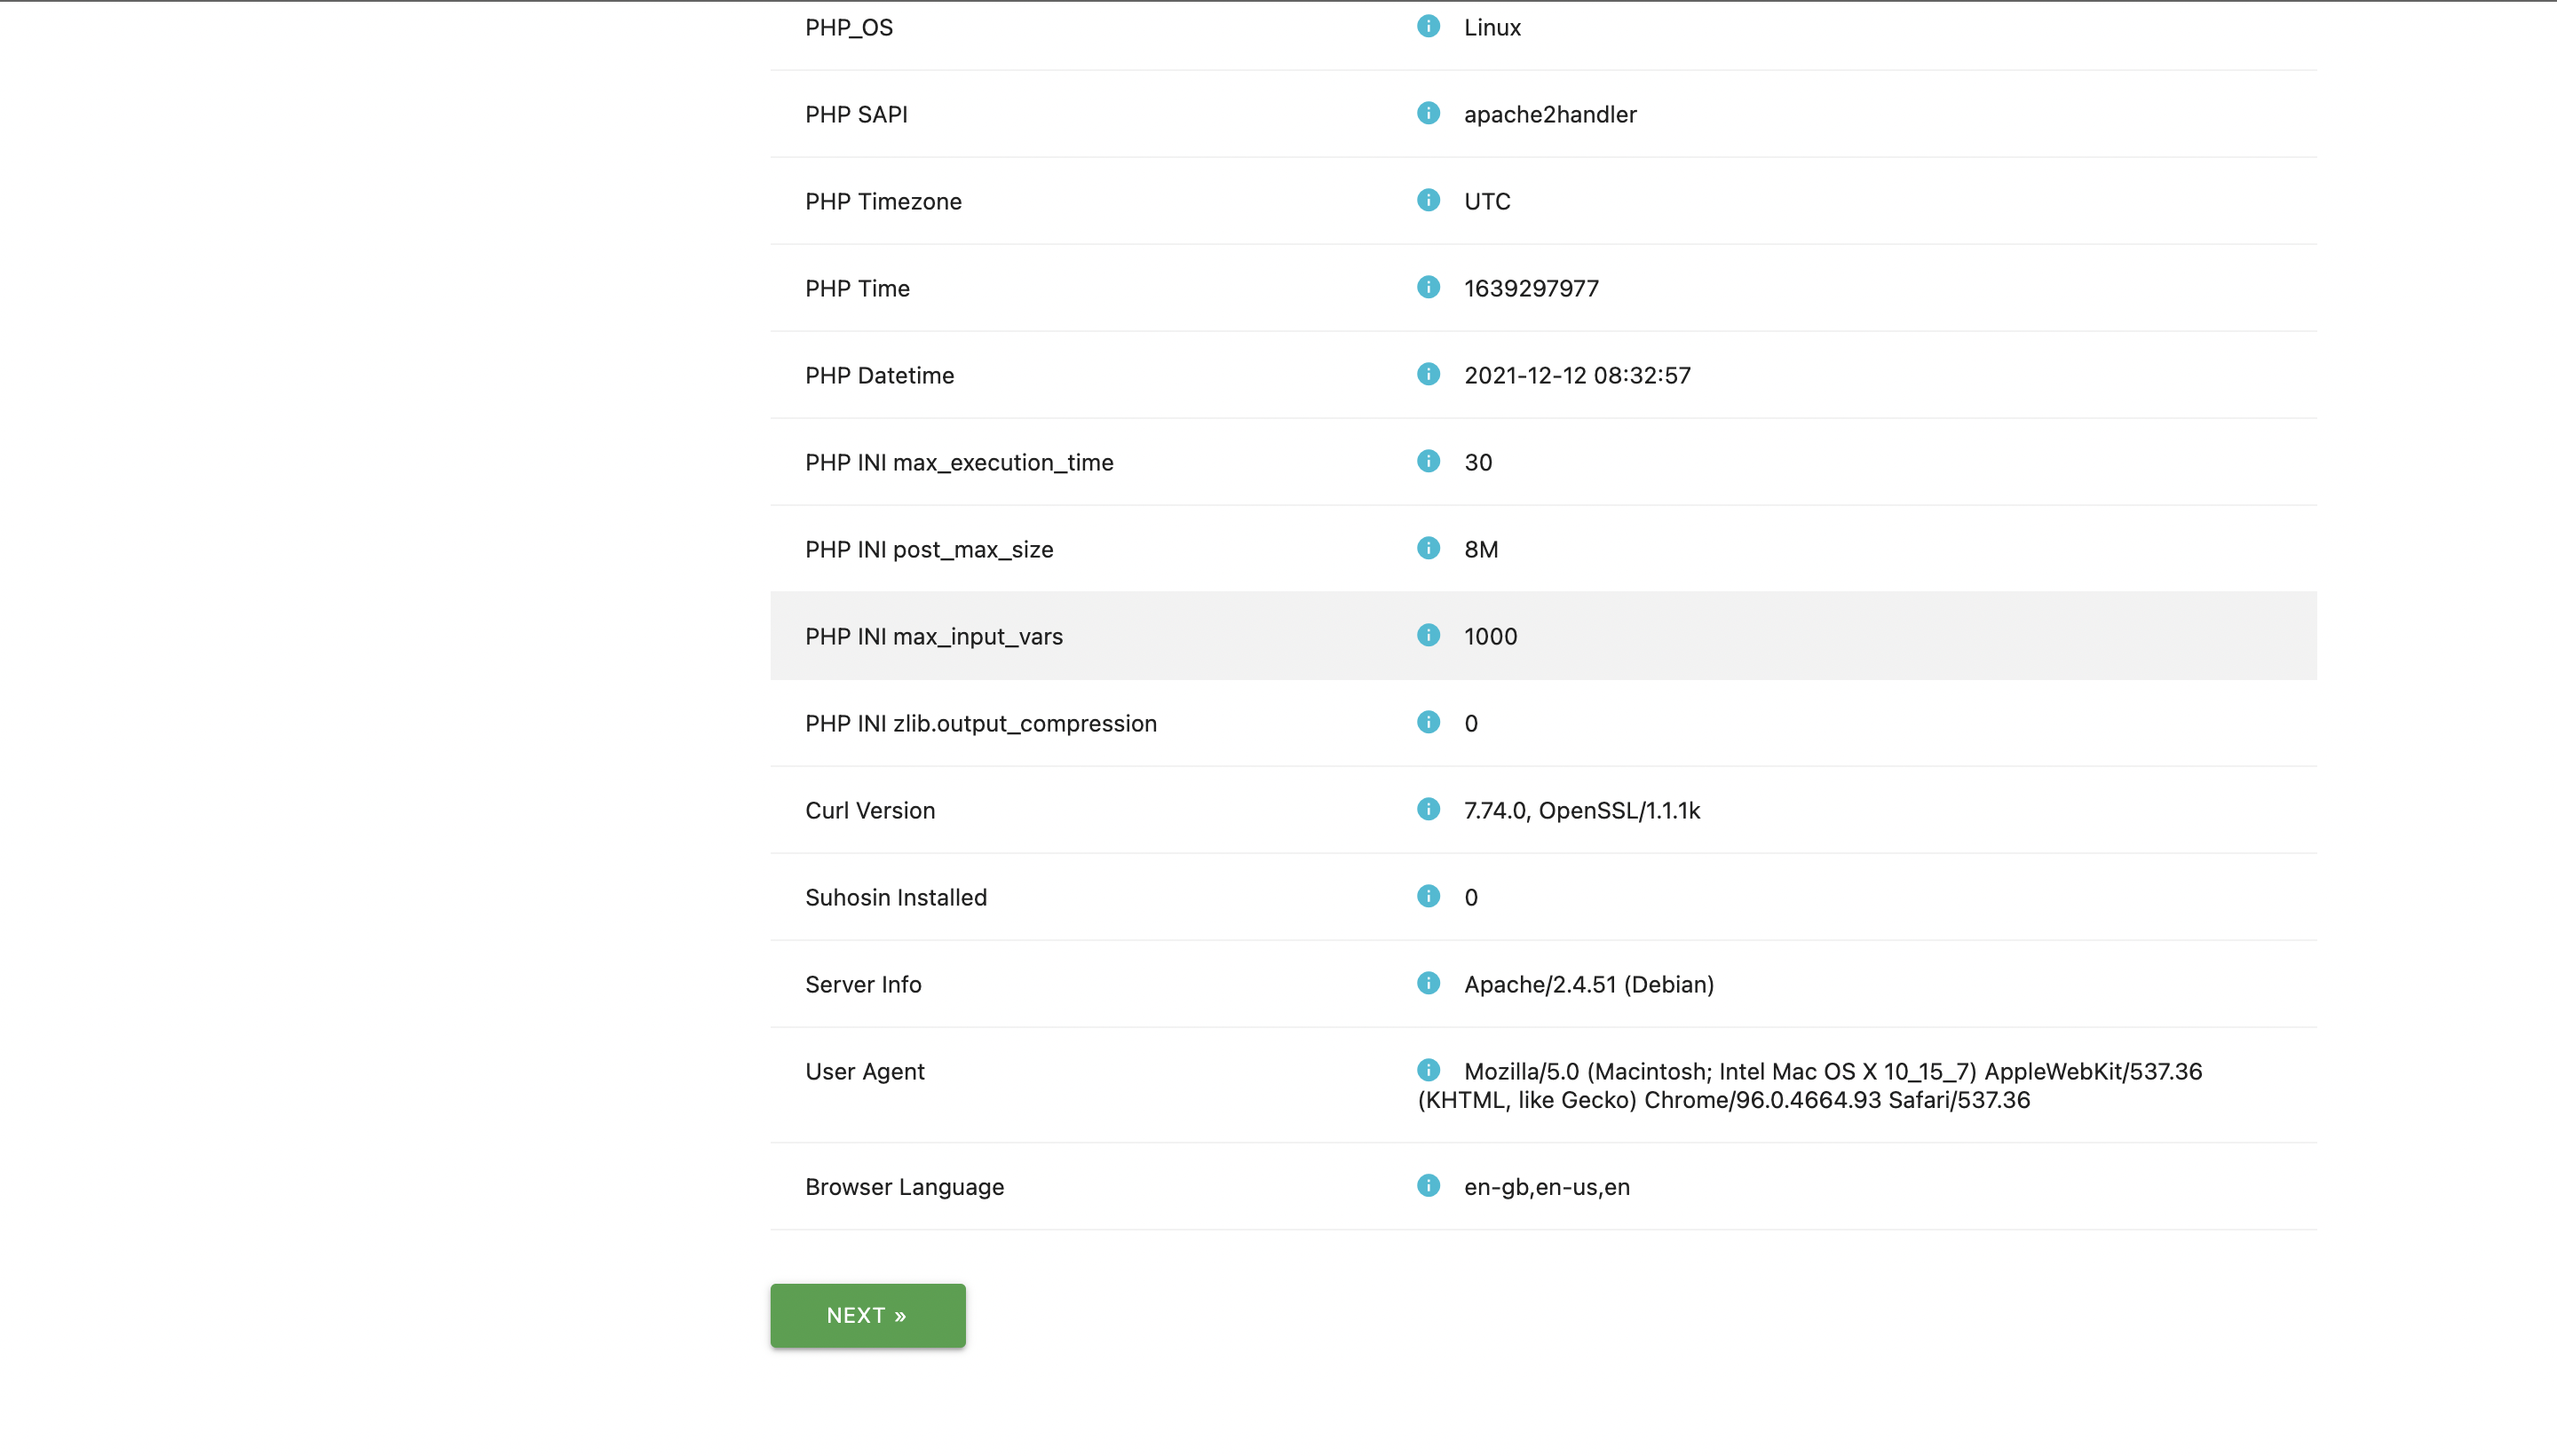 PHP_OS Linux
PHP SAPI apache2handler
PHP Timezone UTC
PHP Time 1639297977
PHP Datetime 2021-12-12 08:32:57
PHP INI max_execution_time 30
PHP INI post_max_size 8M
PHP INI max_input_vars 1000
PHP INI zlib.output_compression 0
Curl Version 7.74.0, OpenSSL/1.1.1k
Suhosin Installed 0
Server Info Apache/2.4.51 (Debian)
User Agent Mozilla/5.0 (Macintosh; Intel Mac OS X 10_15_7) AppleWebKit/537.36
(KHTML, like Gecko) Chrome/96.0.4664.93 Safari/537.36
Browser Language en-gb,en-us,en
NEXT »